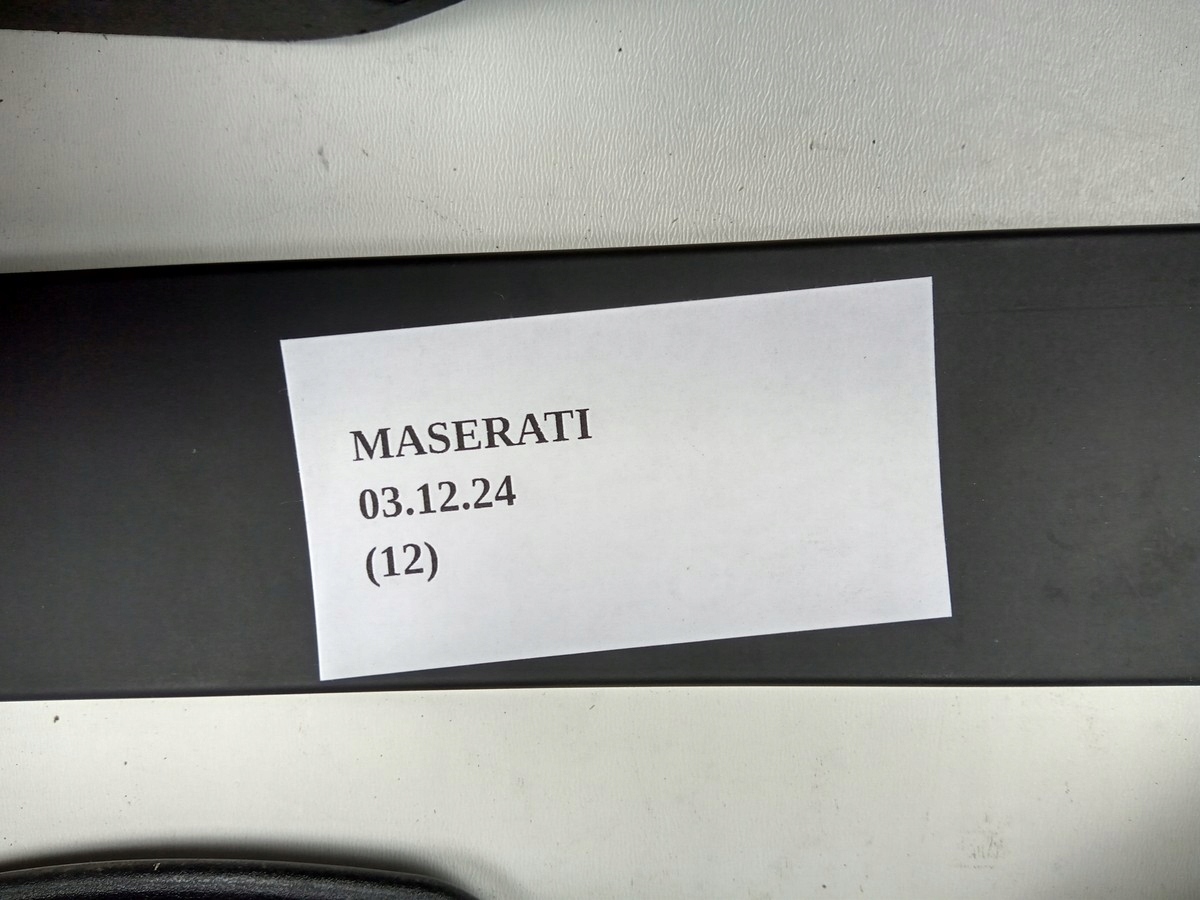 MASERATI
03.12.24
(12)